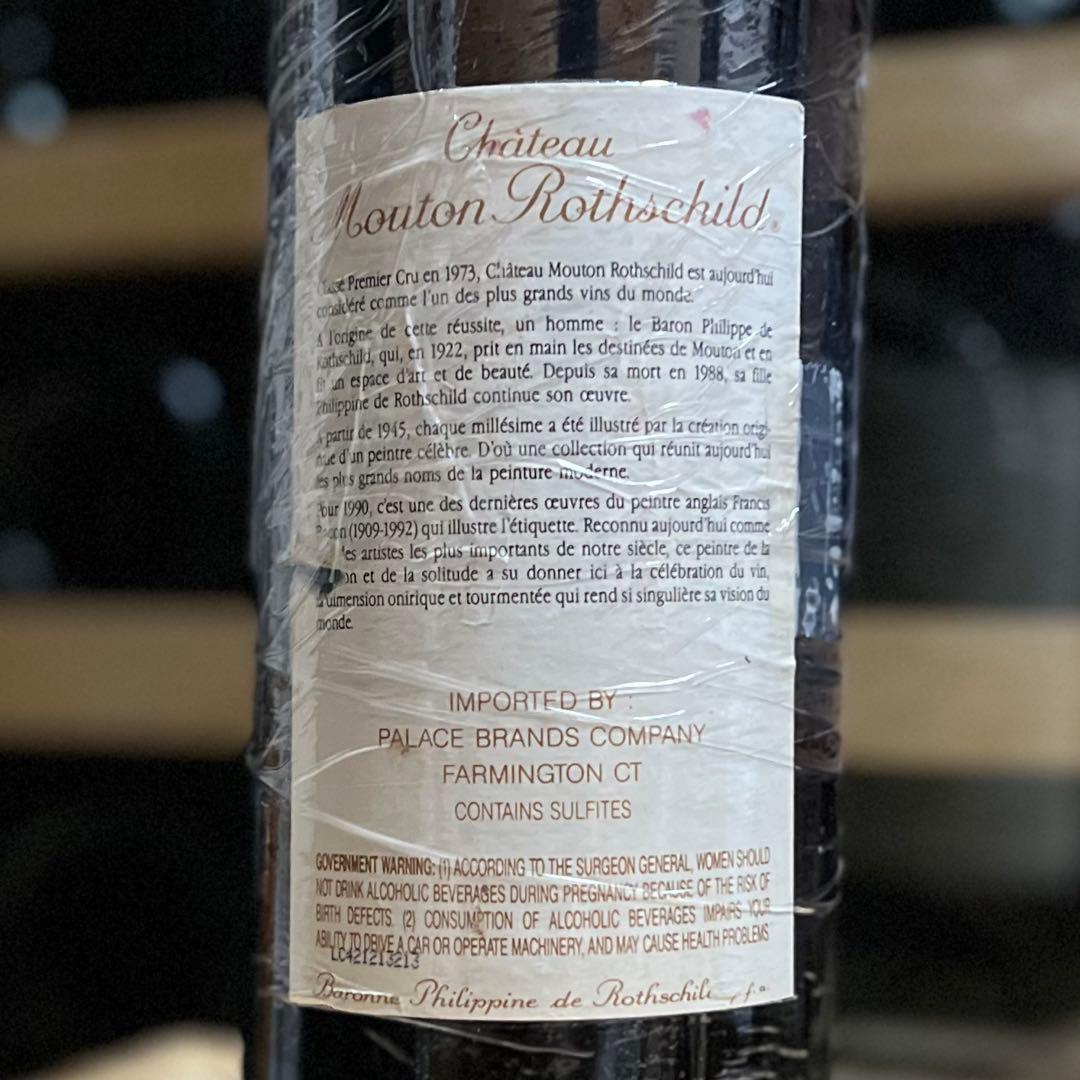 Château
Mouton Rothschild
Premier Cru en 1973, Château Mouton Rothschild est aujourd'hui
considéré comme l'un des plus grands vins du monde.
A l'origine de cette réussite, un homme : le Baron Philippe de
Rothschild, qui, en 1922, prit en main les destinées de Mouton et en
fit un espace d'art et de beauté. Depuis sa mort en 1988, sa fille
Philippine de Rothschild continue son œuvre.
A partir de 1945, chaque millésime a été illustré par la création origi-
nale d'un peintre célèbre. D'où une collection qui réunit aujourd'hui
les plus grands noms de la peinture moderne.
Pour 1990, c'est une des dernières œuvres du peintre anglais Francis
Bacon (1909-1992) qui illustre l'étiquette. Reconnu aujourd'hui comme
les artistes les plus importants de notre siècle, ce peintre de la
et de la solitude a su donner ici à la célébration du vin,
la dimension onirique et tourmentée qui rend si singulière sa vision du
monde.
IMPORTED BY :
PALACE BRANDS COMPANY
FARMINGTON CT
CONTAINS SULFITES
GOVERNMENT WARNING: (1) ACCORDING TO THE SURGEON GENERAL, WOMEN SHOULD
NOT DRINK ALCOHOLIC BEVERAGES DURING PREGNANCY BECAUSE OF THE RISK OF
BIRTH DEFECTS. (2) CONSUMPTION OF ALCOHOLIC BEVERAGES IMPAIRS YOUR
ABILITY TO DRIVE A CAR OR OPERATE MACHINERY, AND MAY CAUSE HEALTH PROBLEMS
LC421213213
Baronne Philippine de Rothschild